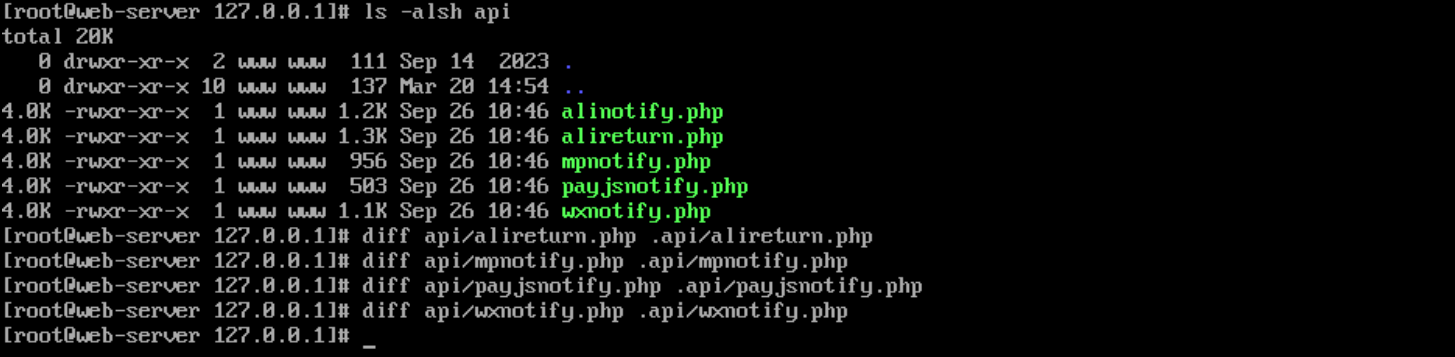 [root@web-server 127.0.0.1]# ls -alsh api
total 20K
   0 drwxr-xr-x  2 www www  111 Sep 14  2023 .
   0 drwxr-xr-x 10 www www  137 Mar 20 14:54 ..
4.0K -rwxr-xr-x  1 www www 1.2K Sep 26 10:46 alinotify.php
4.0K -rwxr-xr-x  1 www www 1.3K Sep 26 10:46 alireturn.php
4.0K -rwxr-xr-x  1 www www  956 Sep 26 10:46 mpnotify.php
4.0K -rwxr-xr-x  1 www www  503 Sep 26 10:46 payjsnotify.php
4.0K -rwxr-xr-x  1 www www 1.1K Sep 26 10:46 wxnotify.php
[root@web-server 127.0.0.1]# diff api/alireturn.php .api/alireturn.php
[root@web-server 127.0.0.1]# diff api/mpnotify.php .api/mpnotify.php
[root@web-server 127.0.0.1]# diff api/payjsnotify.php .api/payjsnotify.php
[root@web-server 127.0.0.1]# diff api/wxnotify.php .api/wxnotify.php
[root@web-server 127.0.0.1]# _